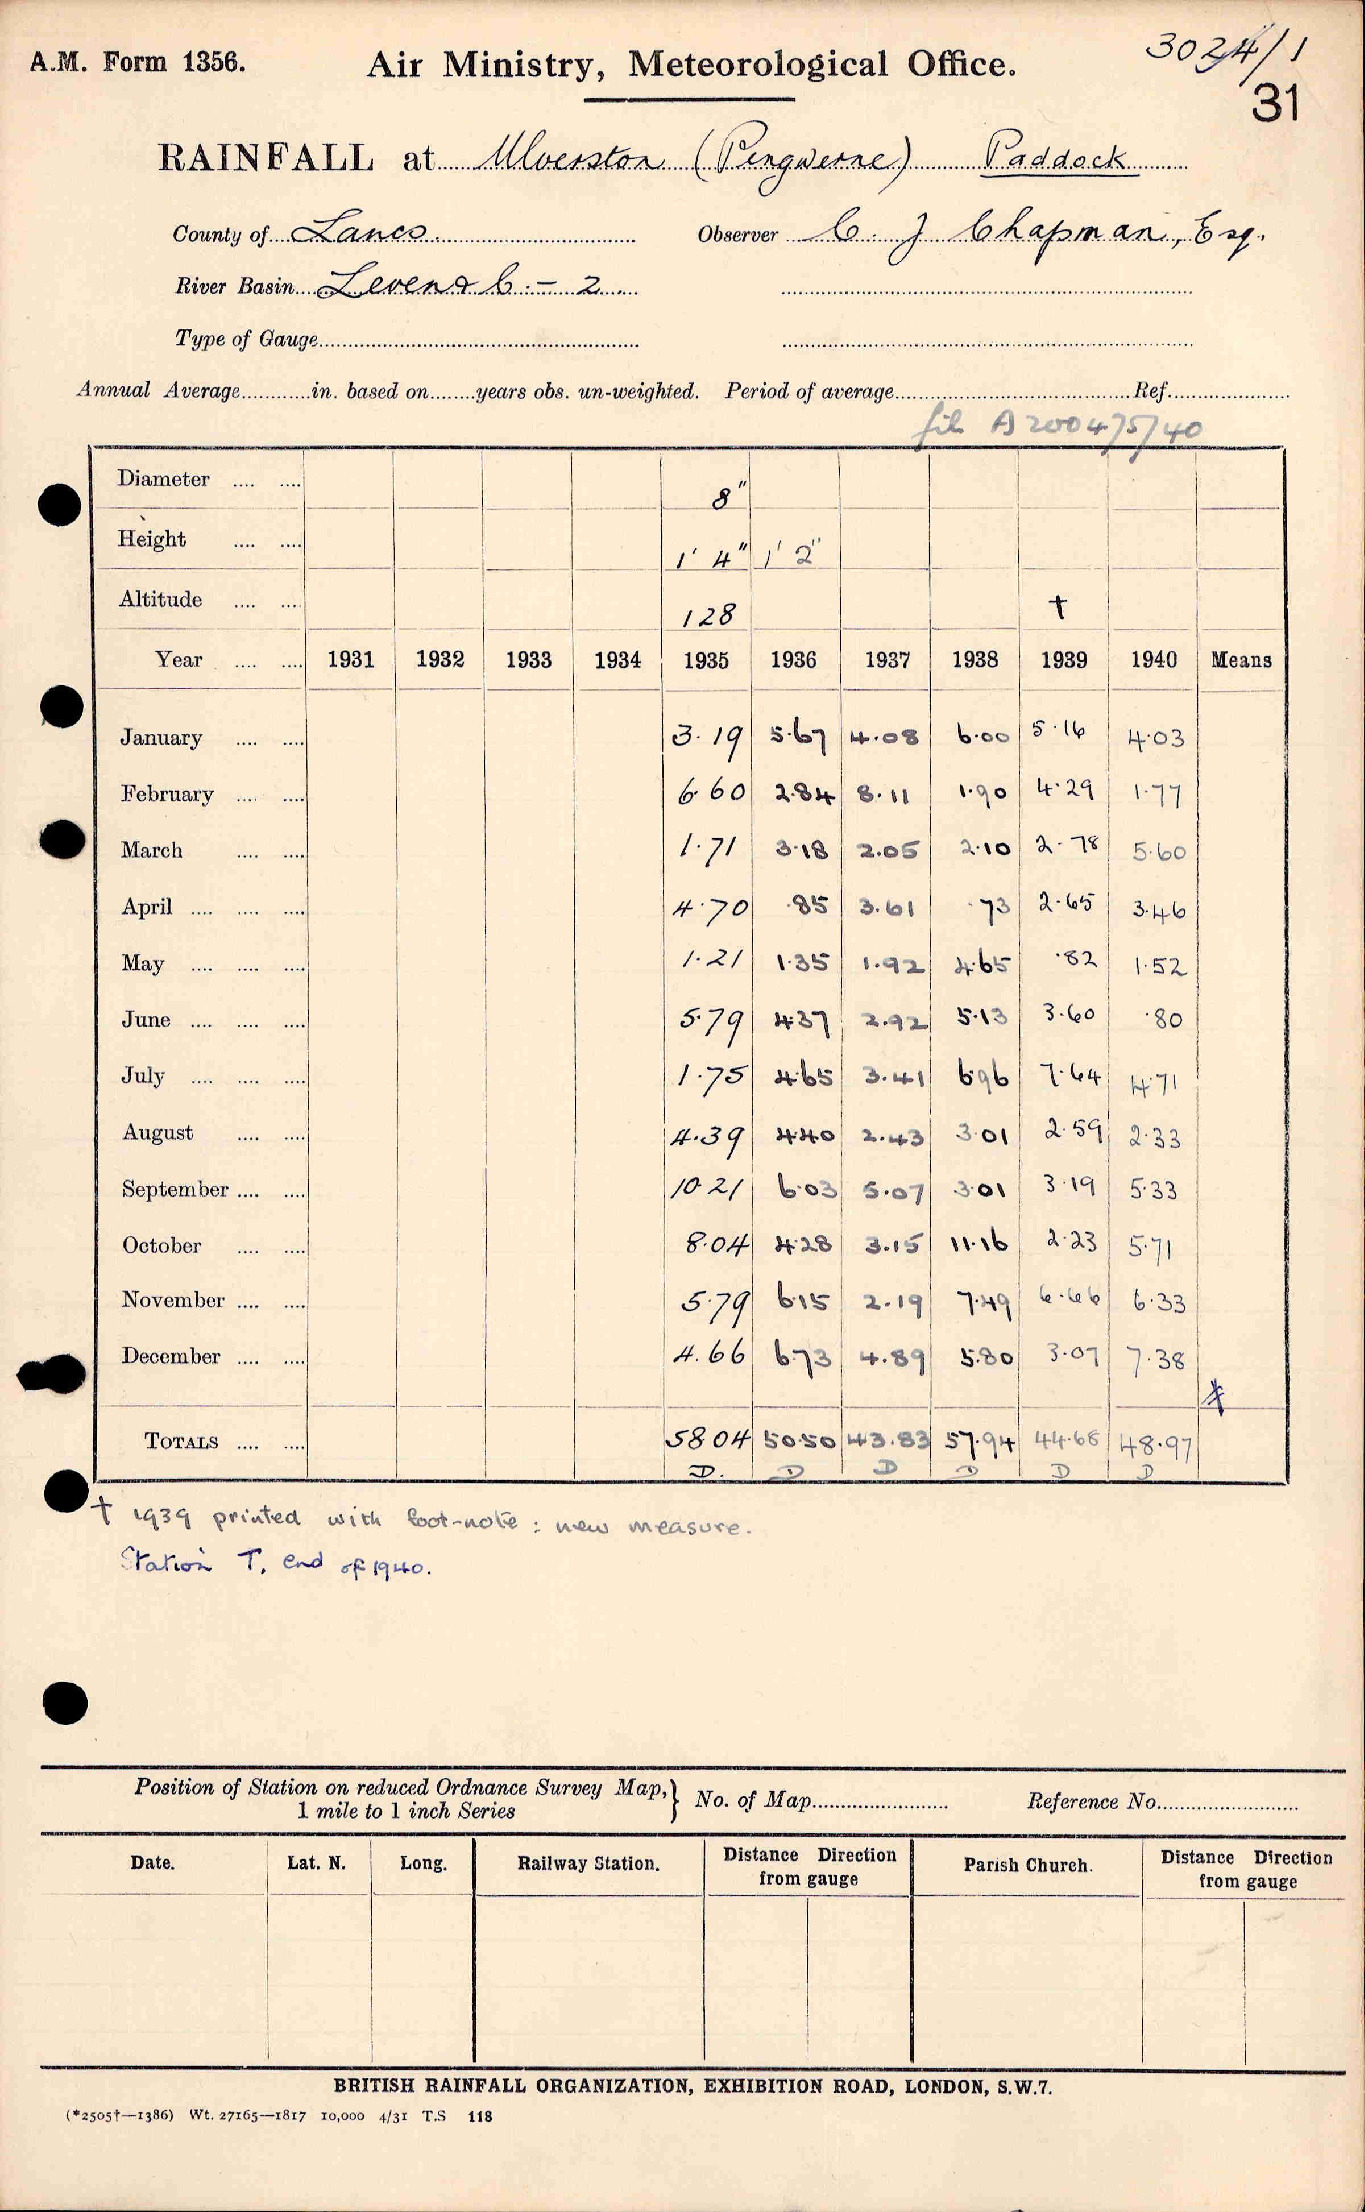 A.M. Form 1356.
Air Ministry, Meteorological Office.
3024/1
31
RAINFALL at Ulverston (Pengwerne) Paddock
County of Lancs. Observer C. J Chapman, Esq.
River Basin Leven & C. - 2
Type of Gauge
Annual Average in. based on years obs. un-weighted. Period of average Ref.
A200475/40
Diameter 8"
Height 1' 4" 1' 2"
Altitude 128 †
Year 1931 1932 1933 1934 1935 1936 1937 1938 1939 1940 Means
January 3.19 5.67 4.08 6.00 5.16 4.03
February 6.60 2.84 8.11 1.90 4.29 1.77
March 1.71 3.18 2.05 2.10 2.78 5.60
April 4.70 .85 3.61 .73 2.65 3.46
May 1.21 1.35 1.92 4.65 .82 1.52
June 5.79 4.37 2.92 5.13 3.60 .80
July 1.75 4.65 3.41 6.96 7.64 4.71
August 4.39 4.40 2.43 3.01 2.59 2.33
September 10.21 6.03 5.07 3.01 3.19 5.33
October 8.04 4.28 3.15 11.16 2.23 5.71
November 5.79 6.15 2.19 7.49 6.66 6.33
December 4.66 6.73 4.89 5.80 3.07 7.38
TOTALS 58.04 50.50 43.83 57.94 44.68 48.97
D. D D D D D
† 1939 printed with foot-note : new measure.
Station T. end of 1940.
Position of Station on reduced Ordnance Survey Map, } No. of Map Reference No.
1 mile to 1 inch Series
Date. Lat. N. Long. Railway Station. Distance Direction from gauge Parish Church. Distance Direction from gauge
BRITISH RAINFALL ORGANIZATION, EXHIBITION ROAD, LONDON, S.W.7.
(*2505†—1386) Wt. 27165—1817 10,000 4/31 T.S 118